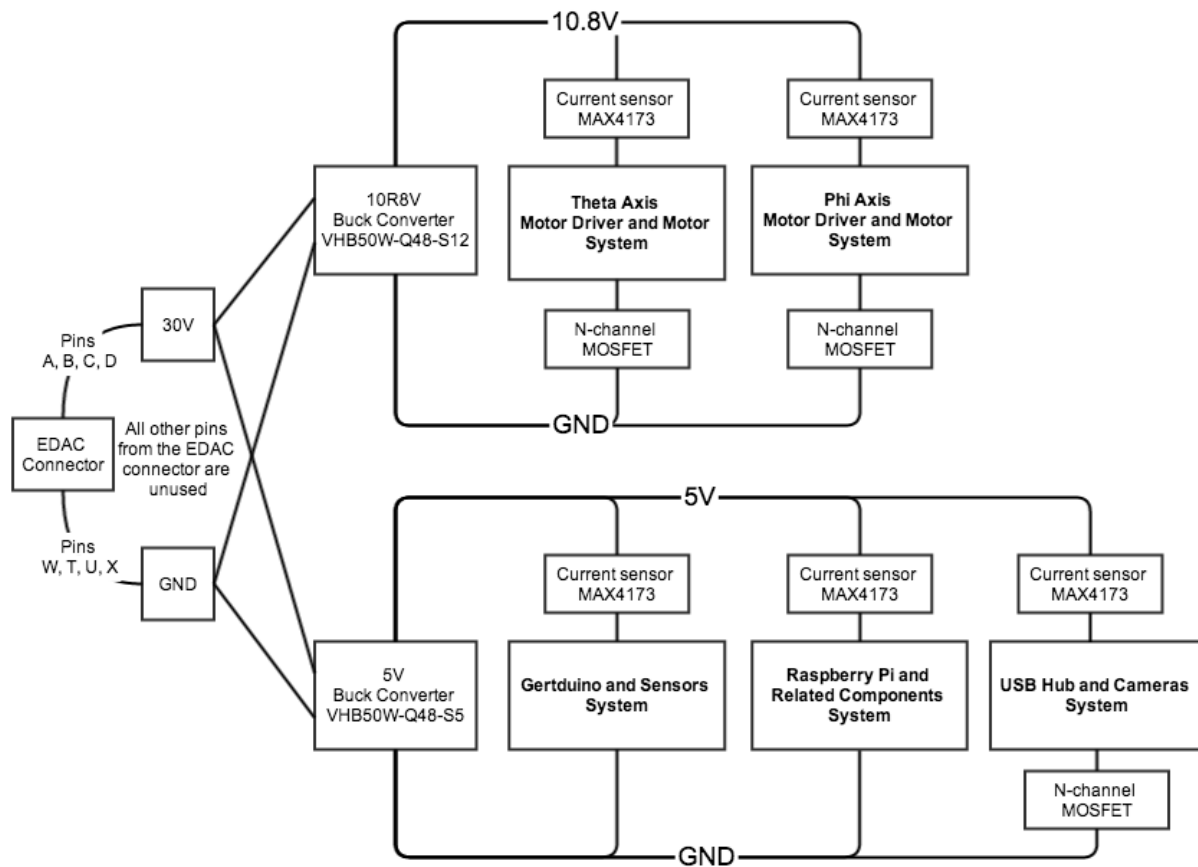 10.8V
Current sensor
MAX4173
Current sensor
MAX4173
10R8V
Buck Converter
VHB50W-Q48-S12
Theta Axis
Motor Driver and Motor
System
Phi Axis
Motor Driver and Motor
System
30V
N-channel
MOSFET
N-channel
MOSFET
Pins
A, B, C, D
GND
EDAC
Connector
All other pins
from the EDAC
connector are
unused
5V
Pins
W, T, U, X
GND
Current sensor
MAX4173
Current sensor
MAX4173
Current sensor
MAX4173
5V
Buck Converter
VHB50W-Q48-S5
Gertduino and Sensors
System
Raspberry Pi and
Related Components
System
USB Hub and Cameras
System
N-channel
MOSFET
GND